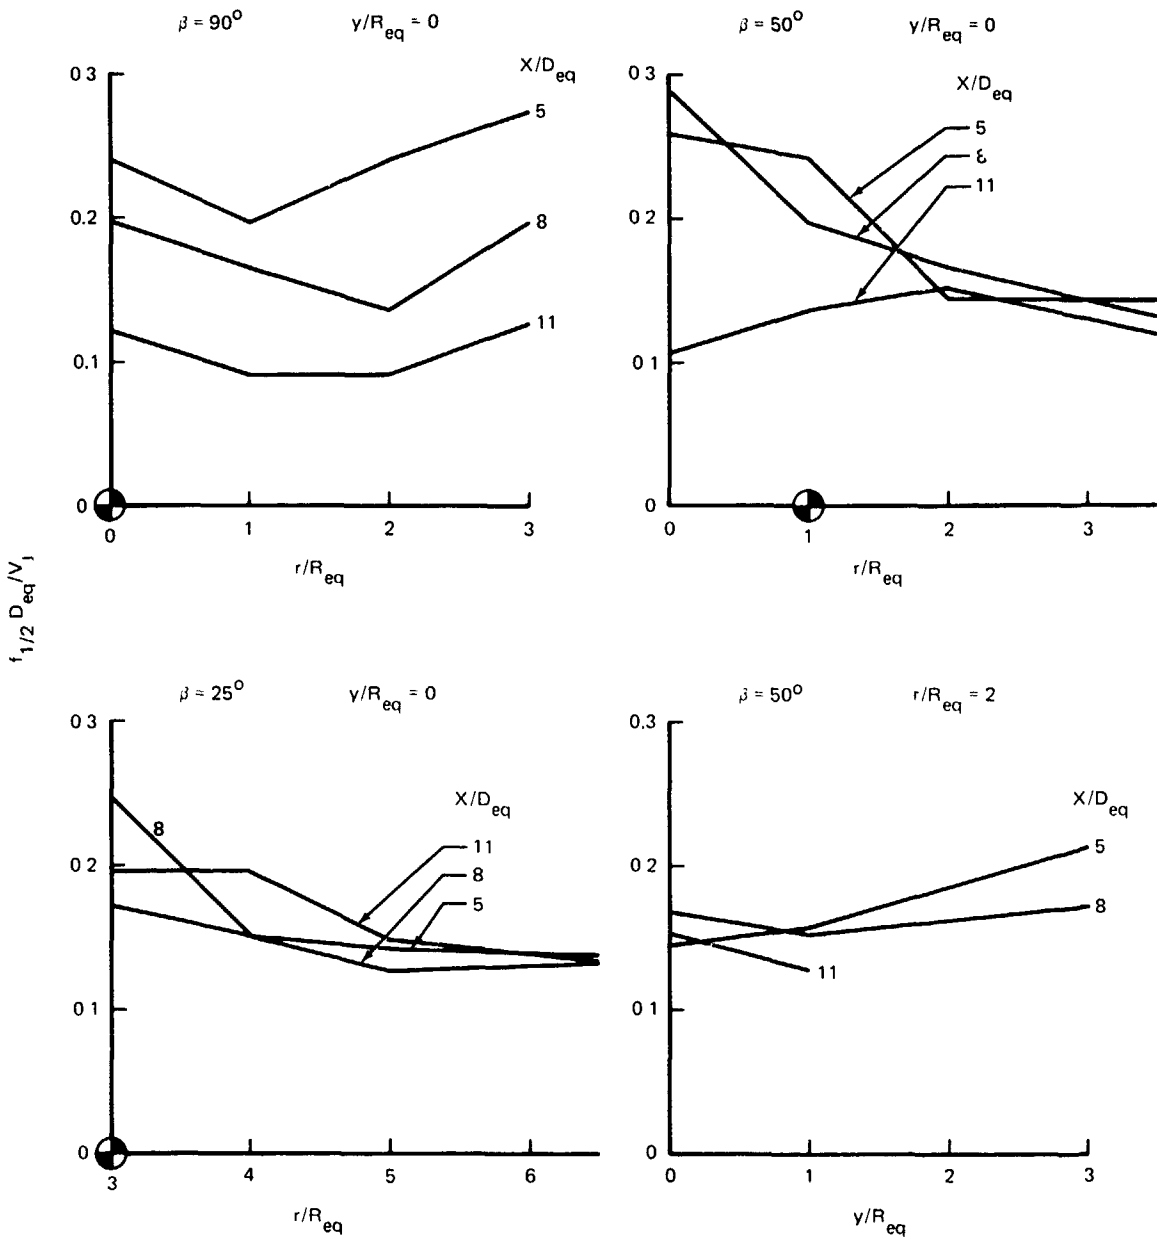 β = 90° y/R_eq = 0
X/D_eq
0 3
0.2
0.1
0
5
8
11
0 1 2 3
r/R_eq
β = 50° y/R_eq = 0
X/D_eq
0 3
0 2
0 1
0
5
8
11
0 1 2 3
r/R_eq
f_1/2 D_eq/V_j
β = 25° y/R_eq = 0
X/D_eq
0.3
0 2
0 1
0
8
11
8
5
3 4 5 6
r/R_eq
β = 50° r/R_eq = 2
X/D_eq
0.3
0 2
0 1
0
5
8
11
0 1 2 3
y/R_eq